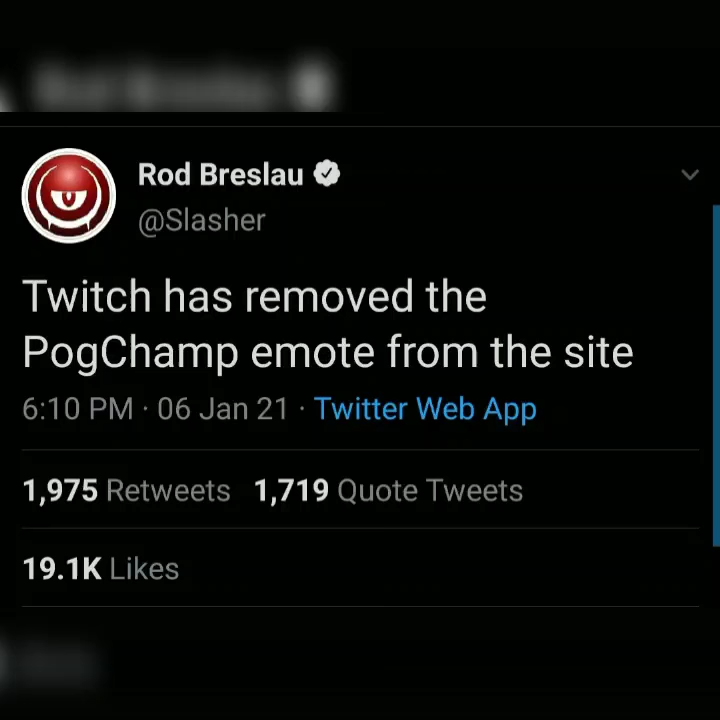 Rod Breslau
@Slasher
Twitch has removed the
PogChamp emote from the site
6:10 PM · 06 Jan 21 · Twitter Web App
1,975 Retweets 1,719 Quote Tweets
19.1K Likes